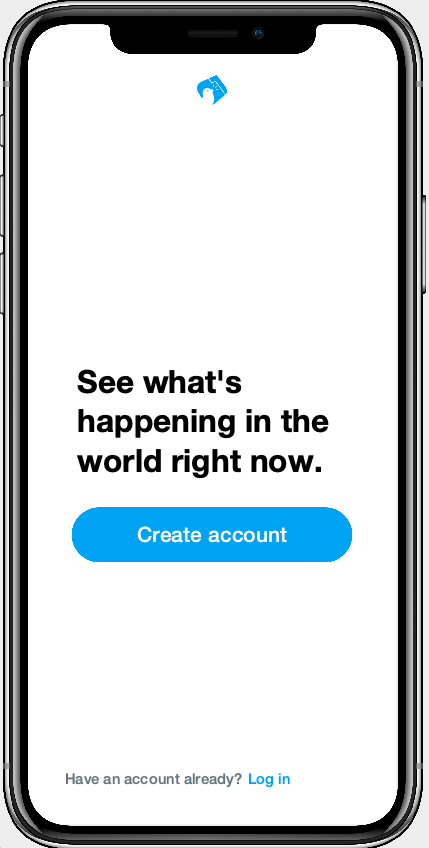 See what's
happening in the
world right now.
Create account
Have an account already? Log in